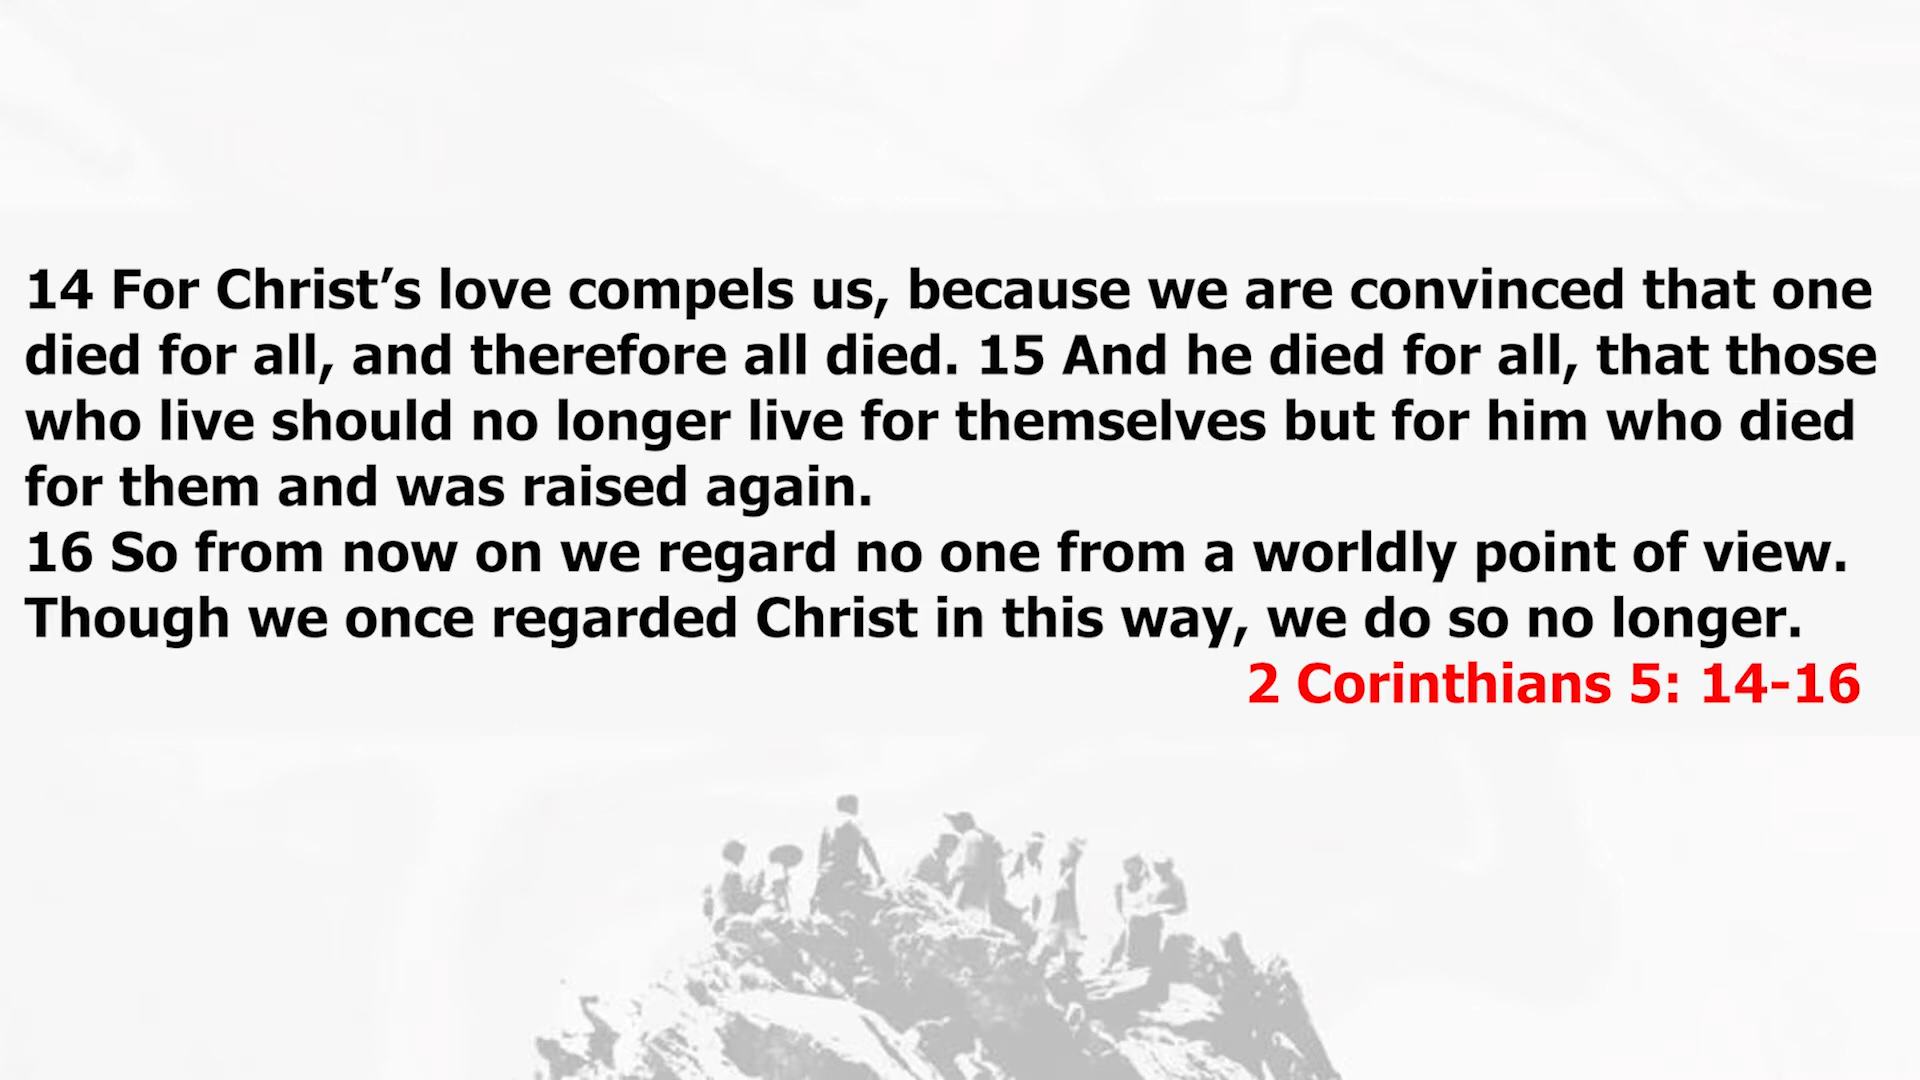 14 For Christ’s love compels us, because we are convinced that one
died for all, and therefore all died. 15 And he died for all, that those
who live should no longer live for themselves but for him who died
for them and was raised again.
16 So from now on we regard no one from a worldly point of view.
Though we once regarded Christ in this way, we do so no longer.
2 Corinthians 5: 14-16